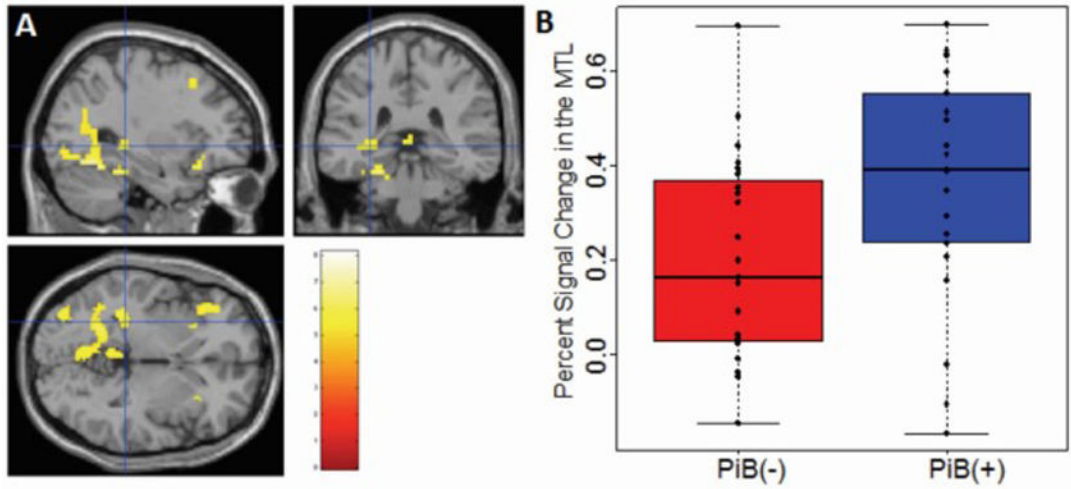 A
B
Percent Signal Change in the MTL
0.6
0.4
0.2
0.0
PiB(-)
PiB(+)